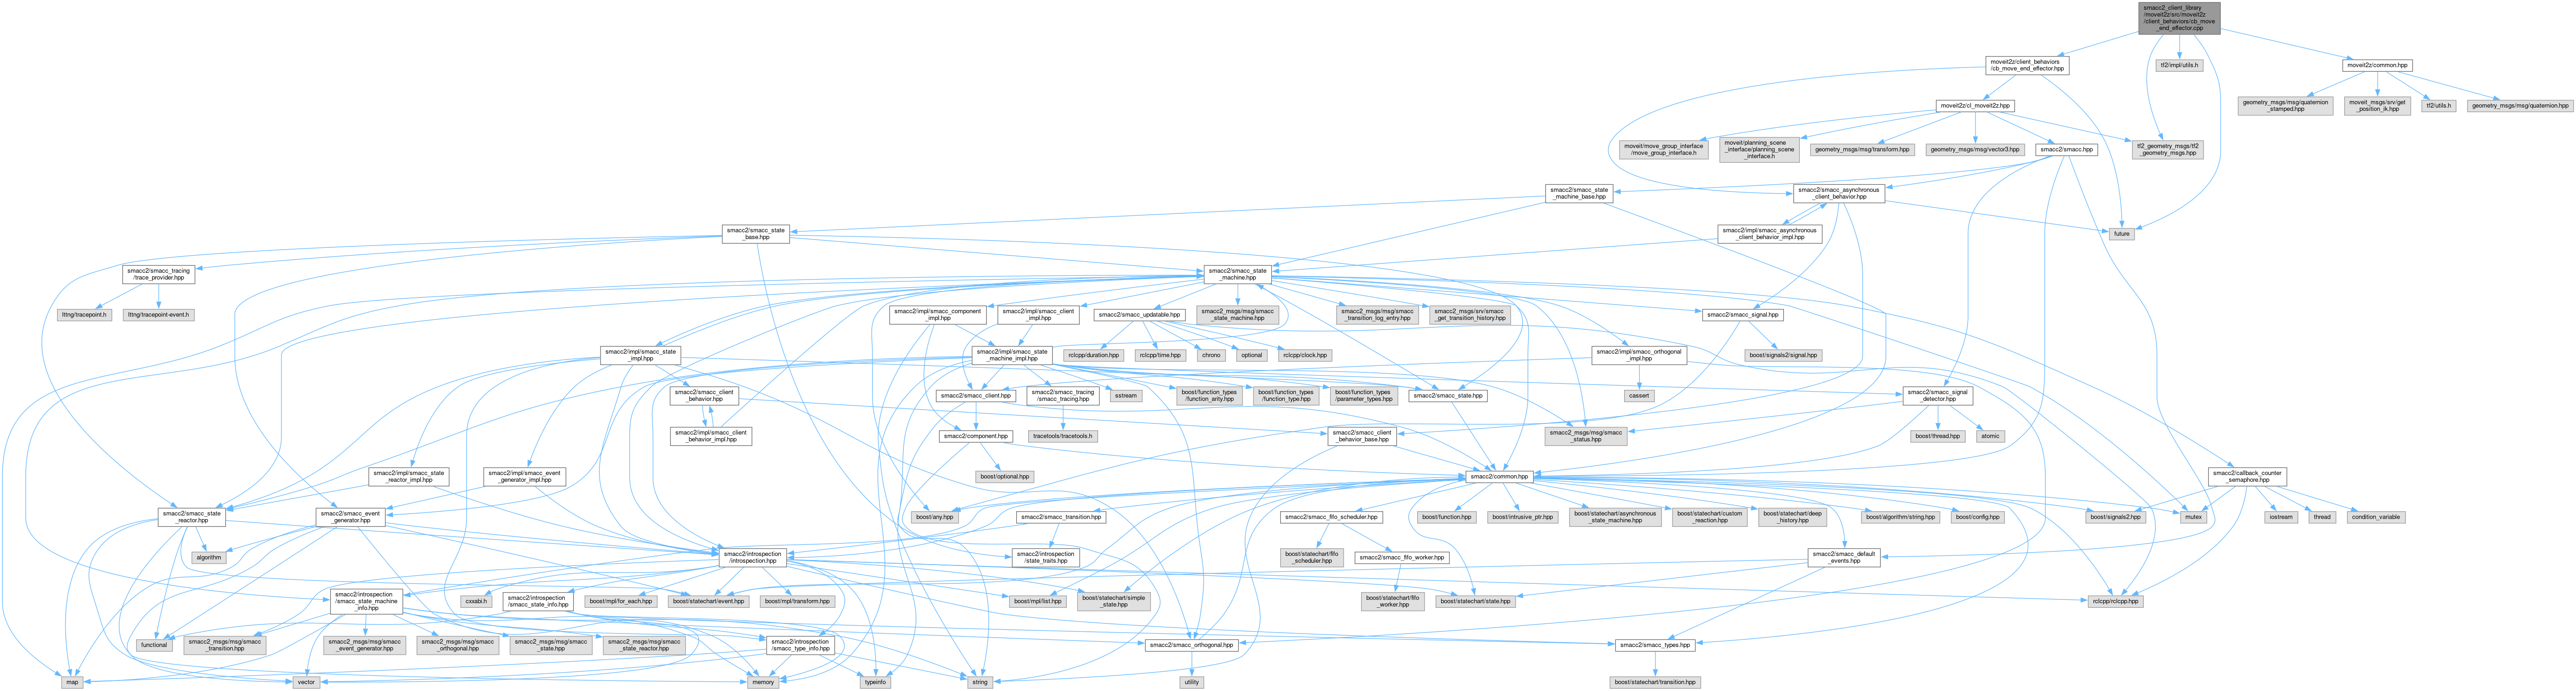 smacc2_client_library
/moveit2z/src/moveit2z
/client_behaviors/cb_move
_end_effector.cpp
moveit2z/client_behaviors
/cb_move_end_effector.hpp
tf2/impl/utils.h
moveit2z/common.hpp
moveit2z/cl_moveit2z.hpp
geometry_msgs/msg/quaternion
_stamped.hpp
moveit_msgs/srv/get
_position_ik.hpp
tf2/utils.h
geometry_msgs/msg/quaternion.hpp
moveit/move_group_interface
/move_group_interface.h
moveit/planning_scene
_interface/planning_scene
_interface.h
geometry_msgs/msg/transform.hpp
geometry_msgs/msg/vector3.hpp
smacc2/smacc.hpp
tf2_geometry_msgs/tf2
_geometry_msgs.hpp
smacc2/smacc_state
_machine_base.hpp
smacc2/smacc_asynchronous
_client_behavior.hpp
smacc2/smacc_state
_base.hpp
smacc2/impl/smacc_asynchronous
_client_behavior_impl.hpp
future
smacc2/smacc_tracing
/trace_provider.hpp
smacc2/smacc_state
_machine.hpp
lttng/tracepoint.h
lttng/tracepoint-event.h
smacc2/impl/smacc_component
_impl.hpp
smacc2/impl/smacc_client
_impl.hpp
smacc2/smacc_updatable.hpp
smacc2_msgs/msg/smacc
_state_machine.hpp
smacc2_msgs/msg/smacc
_transition_log_entry.hpp
smacc2_msgs/srv/smacc
_get_transition_history.hpp
smacc2/smacc_signal.hpp
smacc2/impl/smacc_state
_impl.hpp
smacc2/impl/smacc_state
_machine_impl.hpp
rclcpp/duration.hpp
rclcpp/time.hpp
chrono
optional
rclcpp/clock.hpp
smacc2/impl/smacc_orthogonal
_impl.hpp
boost/signals2/signal.hpp
smacc2/smacc_client
_behavior.hpp
smacc2/smacc_client.hpp
smacc2/smacc_tracing
/smacc_tracing.hpp
sstream
boost/function_types
/function_arity.hpp
boost/function_types
/function_type.hpp
boost/function_types
/parameter_types.hpp
smacc2/smacc_state.hpp
cassert
smacc2/smacc_signal
_detector.hpp
smacc2/impl/smacc_client
_behavior_impl.hpp
smacc2/component.hpp
tracetools/tracetools.h
smacc2/smacc_client
_behavior_base.hpp
smacc2_msgs/msg/smacc
_status.hpp
boost/thread.hpp
atomic
smacc2/impl/smacc_state
_reactor_impl.hpp
smacc2/impl/smacc_event
_generator_impl.hpp
boost/optional.hpp
smacc2/common.hpp
smacc2/callback_counter
_semaphore.hpp
smacc2/smacc_state
_reactor.hpp
smacc2/smacc_event
_generator.hpp
boost/any.hpp
smacc2/smacc_transition.hpp
smacc2/smacc_fifo_scheduler.hpp
boost/function.hpp
boost/intrusive_ptr.hpp
boost/statechart/asynchronous
_state_machine.hpp
boost/statechart/custom
_reaction.hpp
boost/statechart/deep
_history.hpp
boost/algorithm/string.hpp
boost/config.hpp
boost/signals2.hpp
mutex
iostream
thread
condition_variable
algorithm
smacc2/introspection
/introspection.hpp
smacc2/introspection
/state_traits.hpp
boost/statechart/fifo
_scheduler.hpp
smacc2/smacc_fifo_worker.hpp
smacc2/smacc_default
_events.hpp
smacc2/introspection
/smacc_state_machine
_info.hpp
cxxabi.h
smacc2/introspection
/smacc_state_info.hpp
boost/mpl/for_each.hpp
boost/statechart/event.hpp
boost/mpl/transform.hpp
boost/mpl/list.hpp
boost/statechart/simple
_state.hpp
boost/statechart/fifo
_worker.hpp
boost/statechart/state.hpp
rclcpp/rclcpp.hpp
functional
smacc2_msgs/msg/smacc
_transition.hpp
smacc2_msgs/msg/smacc
_event_generator.hpp
smacc2_msgs/msg/smacc
_orthogonal.hpp
smacc2_msgs/msg/smacc
_state.hpp
smacc2_msgs/msg/smacc
_state_reactor.hpp
smacc2/introspection
/smacc_type_info.hpp
smacc2/smacc_orthogonal.hpp
smacc2/smacc_types.hpp
map
vector
memory
typeinfo
string
utility
boost/statechart/transition.hpp